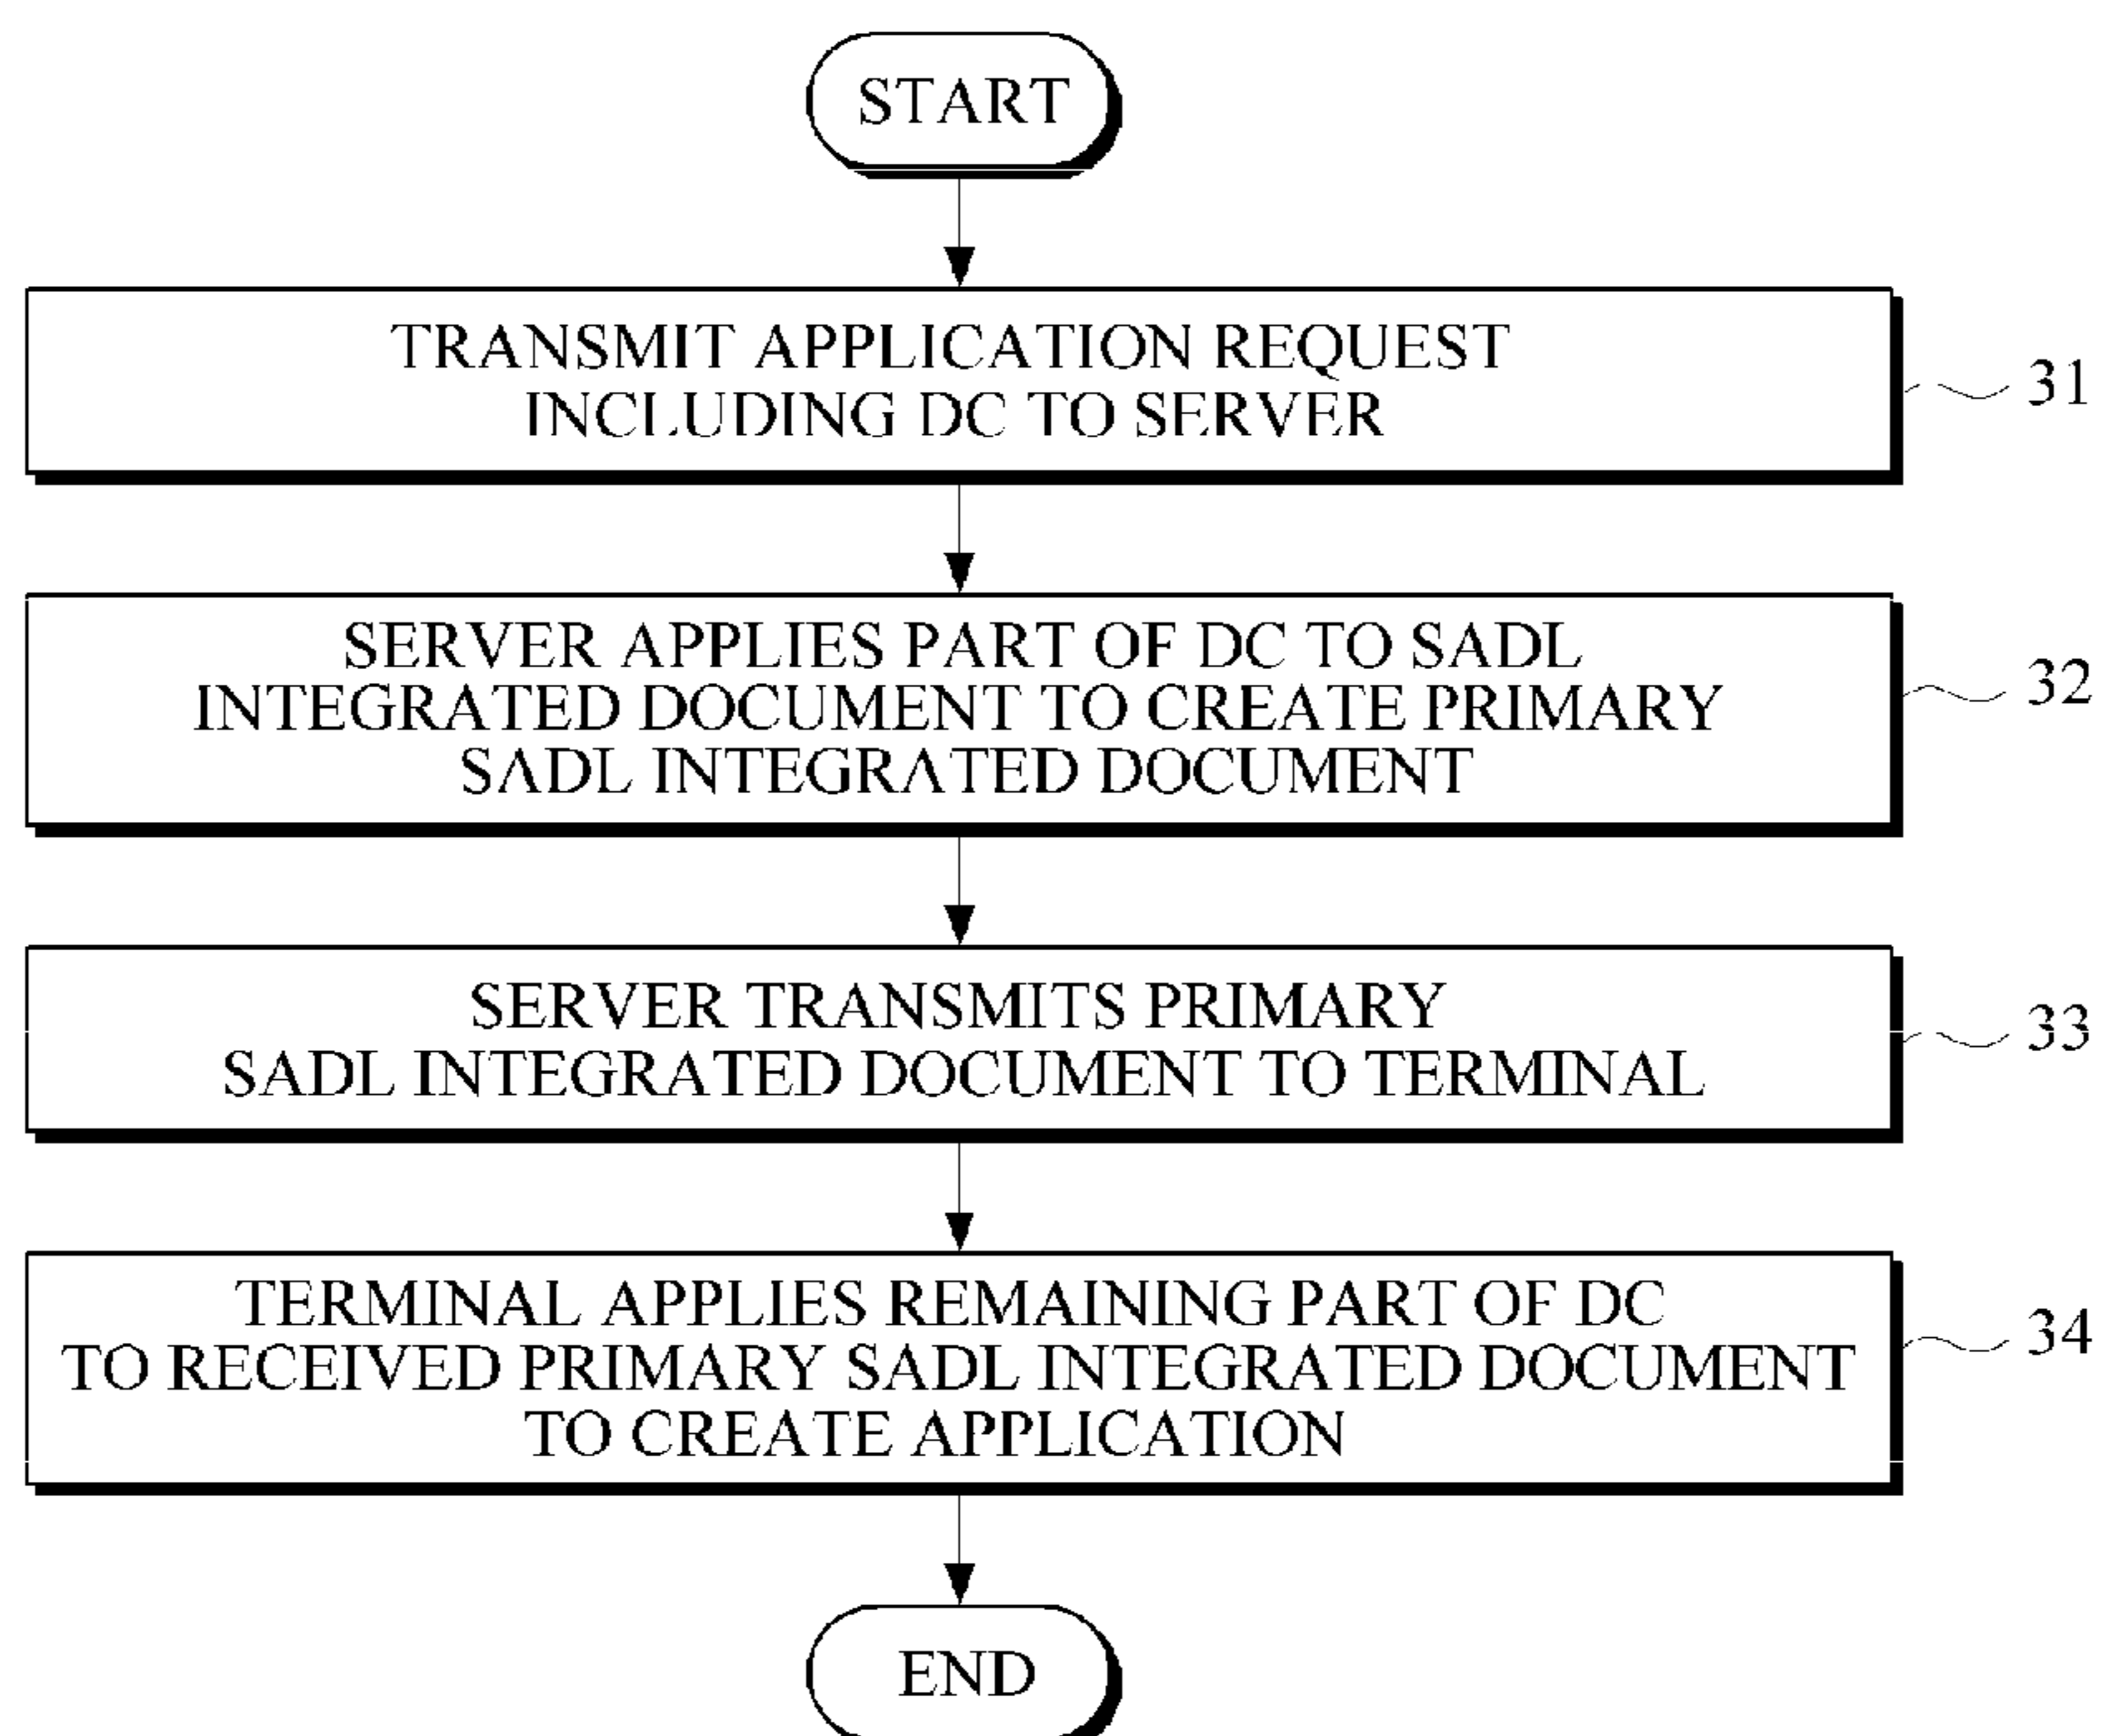 START
TRANSMIT APPLICATION REQUEST
INCLUDING DC TO SERVER
31
SERVER APPLIES PART OF DC TO SADL
INTEGRATED DOCUMENT TO CREATE PRIMARY
SADL INTEGRATED DOCUMENT
32
SERVER TRANSMITS PRIMARY
SADL INTEGRATED DOCUMENT TO TERMINAL
33
TERMINAL APPLIES REMAINING PART OF DC
TO RECEIVED PRIMARY SADL INTEGRATED DOCUMENT
TO CREATE APPLICATION
34
END